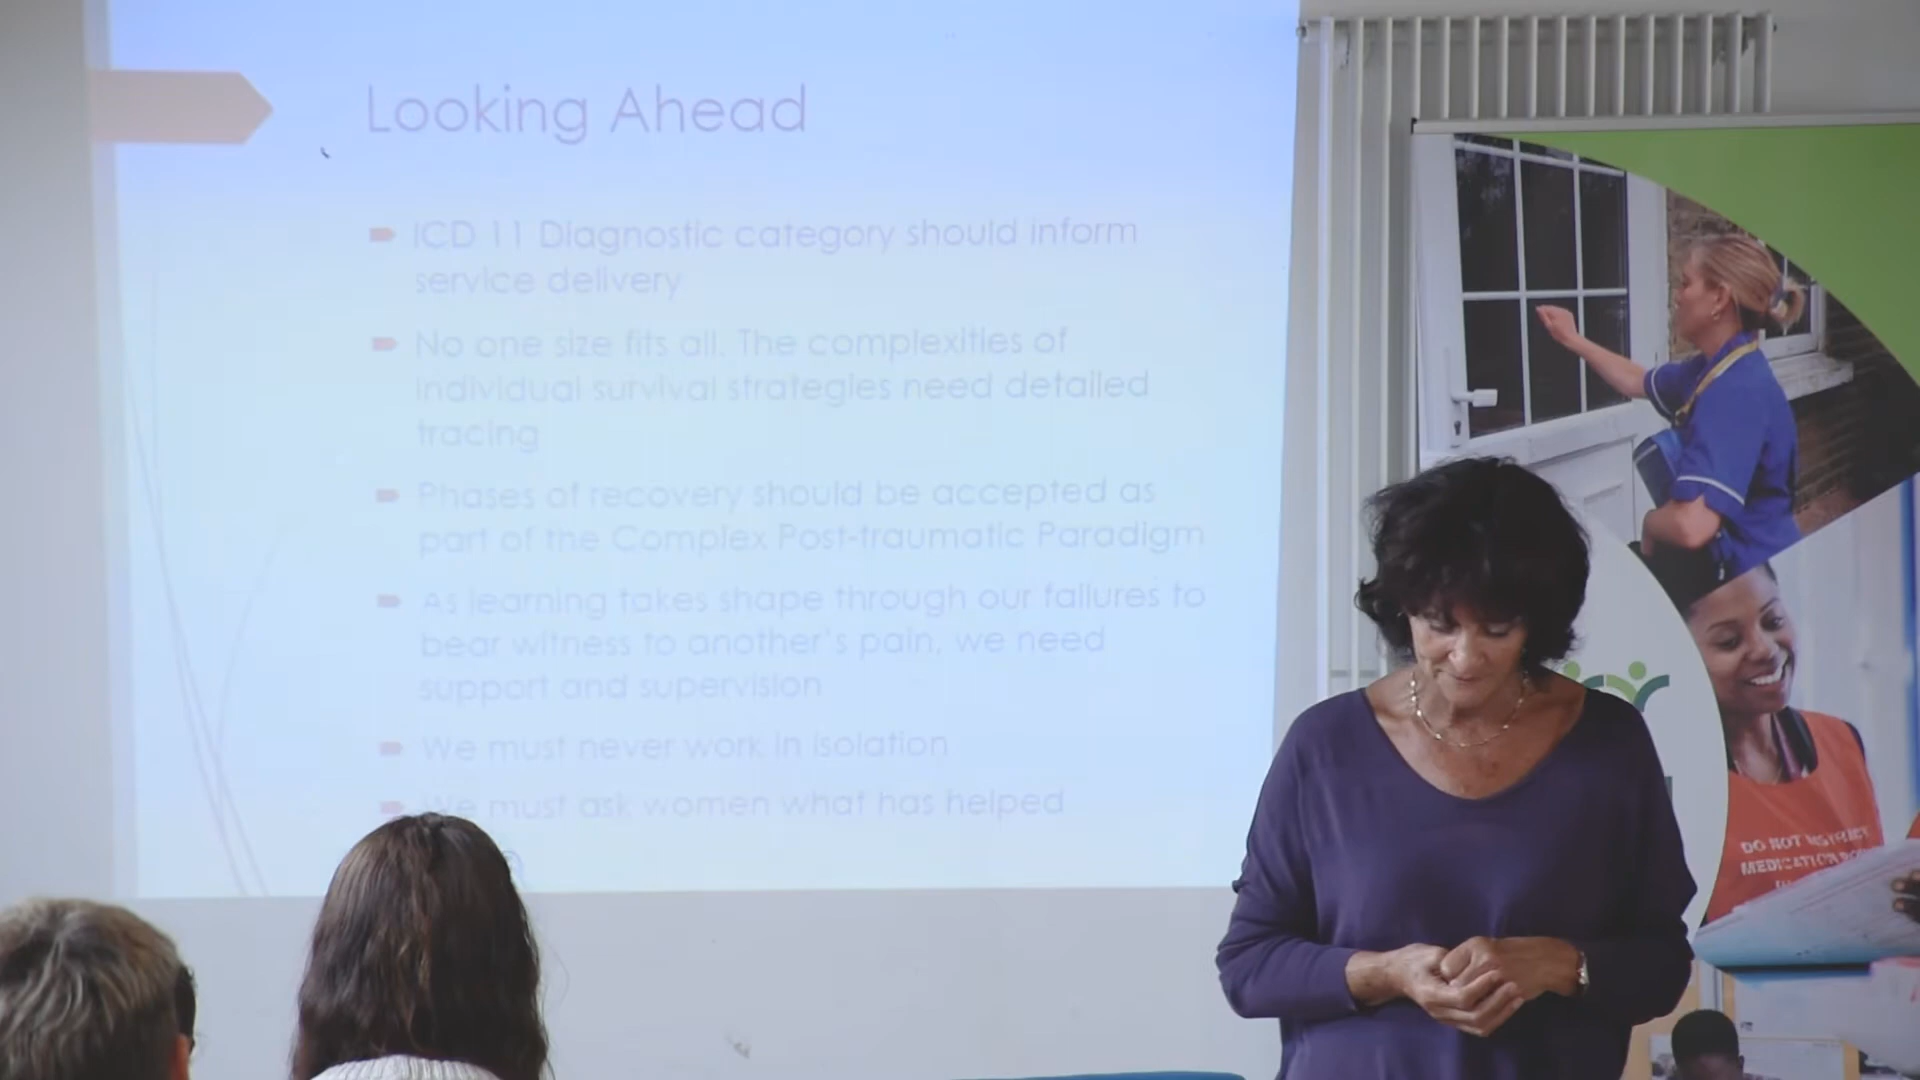 Looking Ahead
ICD 11 Diagnostic category should inform
service delivery
No one size fits all. The complexities of
individual survival strategies need detailed
tracing
Phases of recovery should be accepted as
part of the Complex Post-traumatic Paradigm
As learning takes shape through our failures to
bear witness to another's pain, we need
support and supervision
We must never work in isolation
We must ask women what has helped
DO NOT DISTURB
MEDICATION